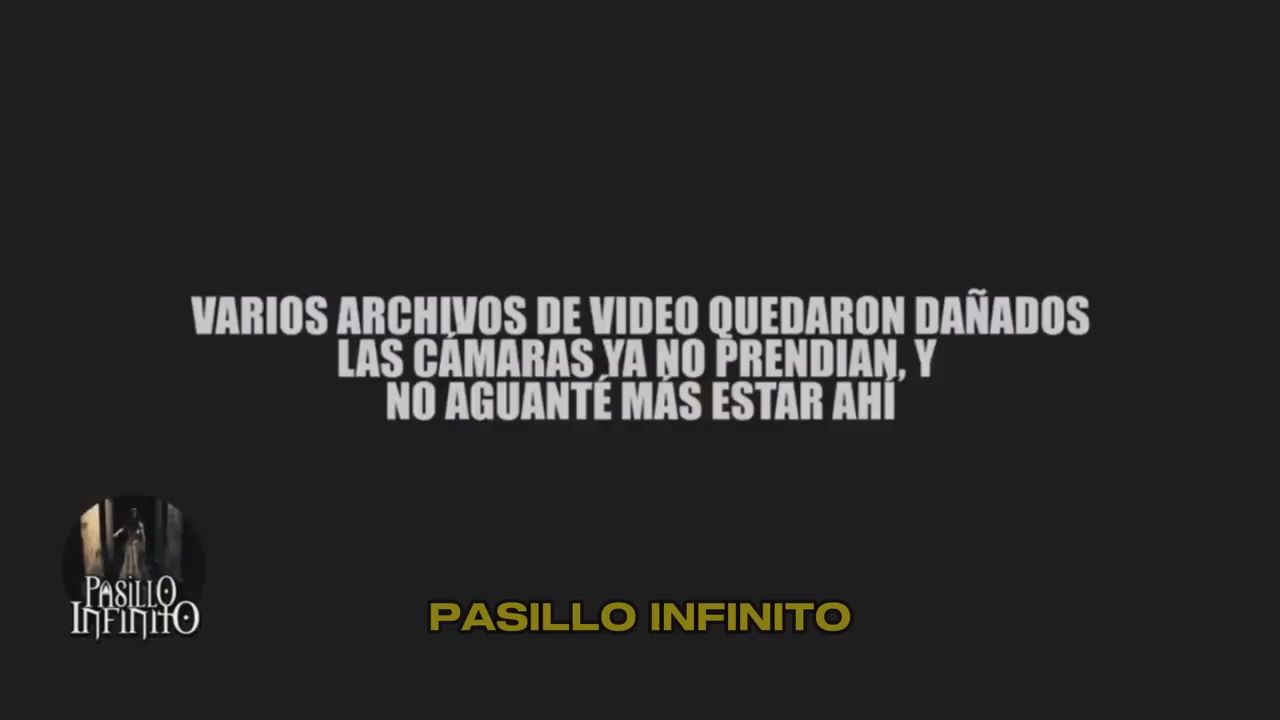 VARIOS ARCHIVOS DE VIDEO QUEDARON DAÑADOS
LAS CÁMARAS YA NO PRENDIAN, Y
NO AGUANTÉ MÁS ESTAR AHÍ
PASILLO
INFINITO
PASILLO INFINITO